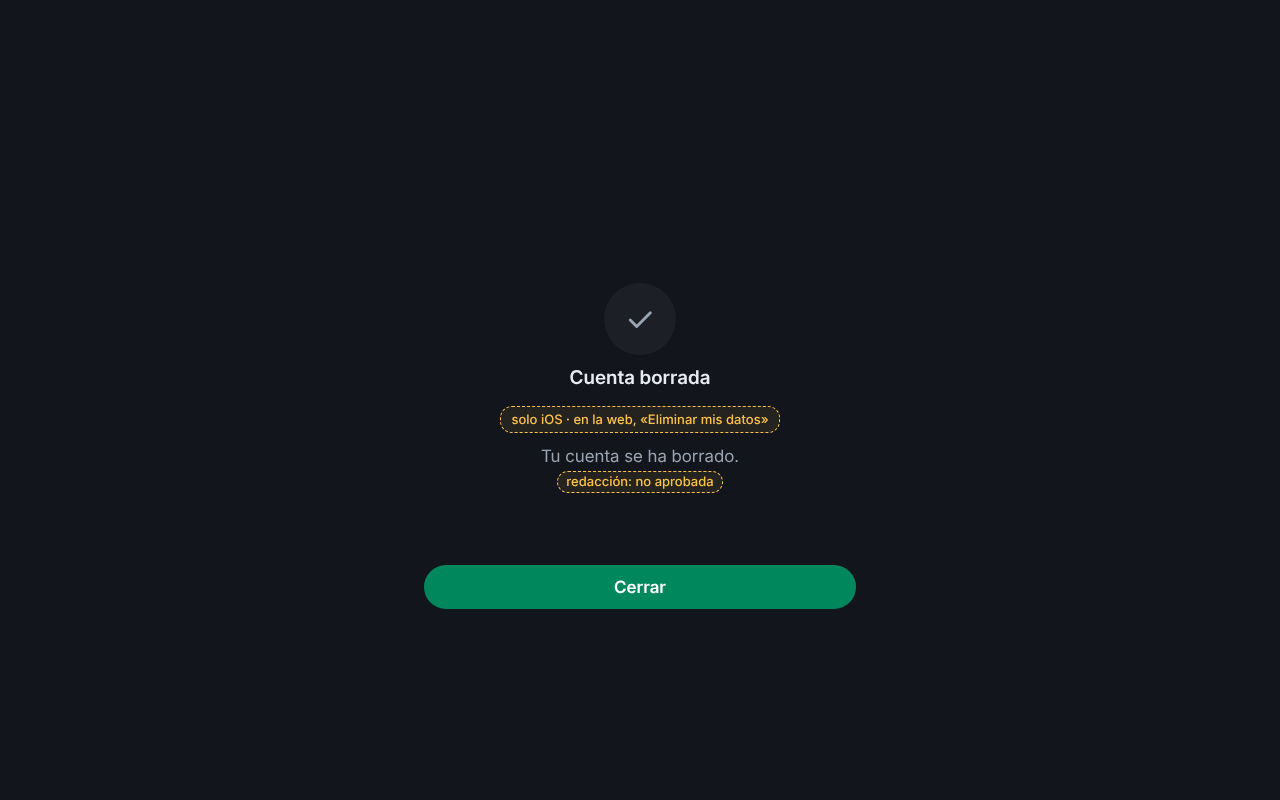 Cuenta borrada
solo iOS · en la web, «Eliminar mis datos»
Tu cuenta se ha borrado.
redacción: no aprobada
Cerrar